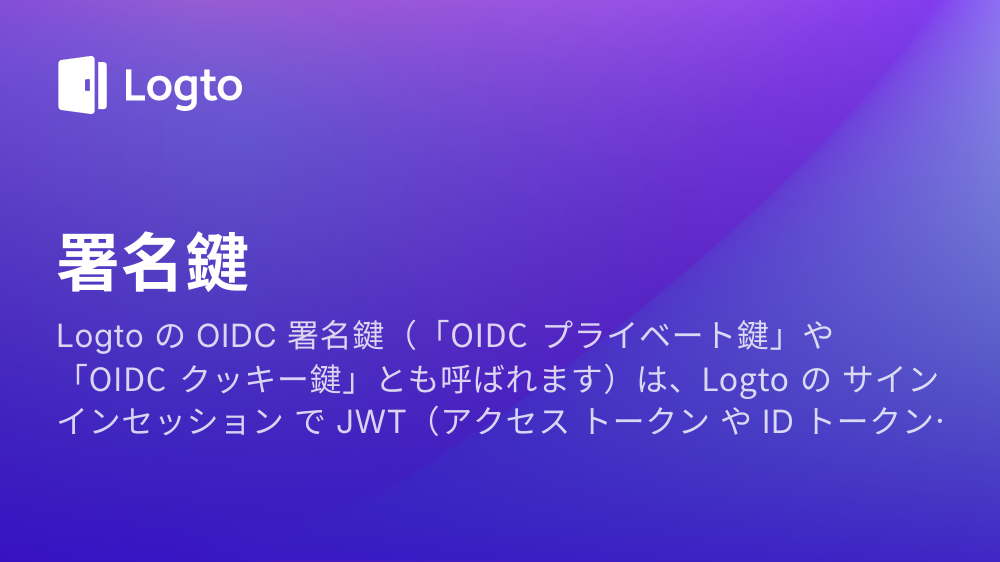 Logto
署名鍵
Logto の OIDC 署名鍵（「OIDC プライベート鍵」や
「OIDC クッキー鍵」とも呼ばれます）は、Logto の サイン
インセッション で JWT（アクセス トークン や ID トークン·